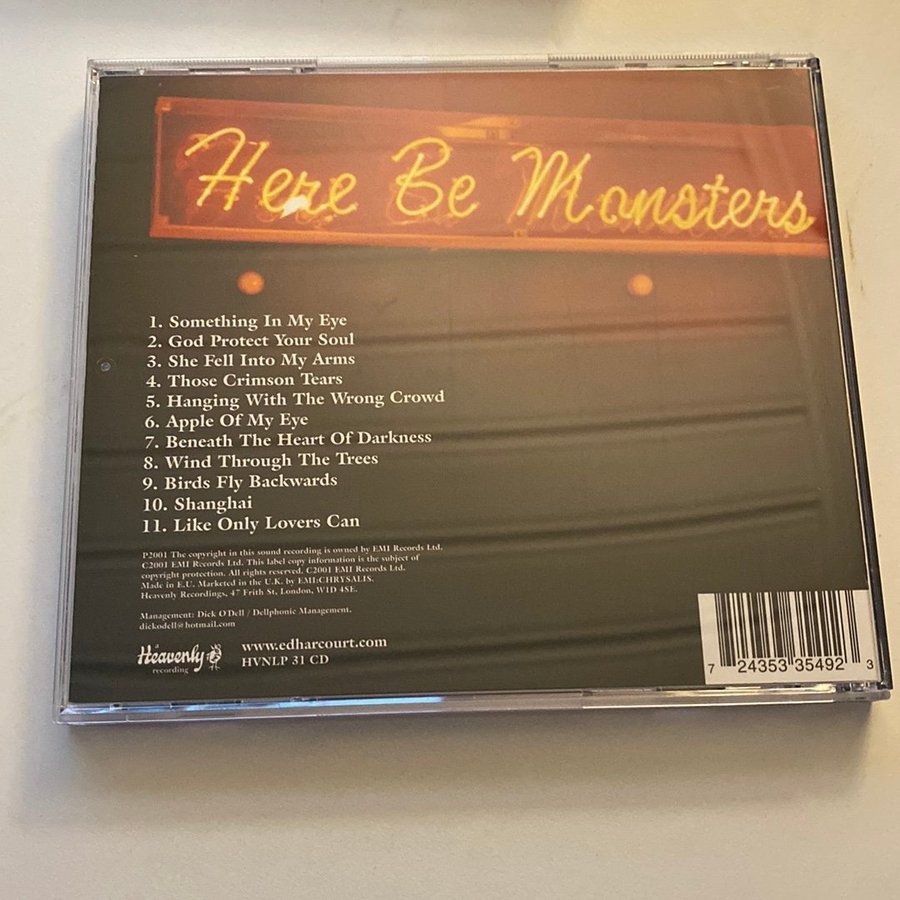 Here Be Monsters
1. Something In My Eye
2. God Protect Your Soul
3. She Fell Into My Arms
4. Those Crimson Tears
5. Hanging With The Wrong Crowd
6. Apple Of My Eye
7. Beneath The Heart Of Darkness
8. Wind Through The Trees
9. Birds Fly Backwards
10. Shanghai
11. Like Only Lovers Can
P2001 The copyright in this sound recording is owned by EMI Records Ltd.
C2001 EMI Records Ltd. This label copy information is the subject of
copyright protection. All rights reserved. C2001 EMI Records Ltd.
Made in E.U. Marketed in the U.K. by EMI:CHRYSALIS.
Heavenly Recordings, 47 Frith St, London, W1D 4SE.
Management: Dick O'Dell / Dellphonic Management.
dickodell@hotmail.com
a
Heavenly
recording
www.edharcourt.com
HVNLP 31 CD
7 24353 35492 3